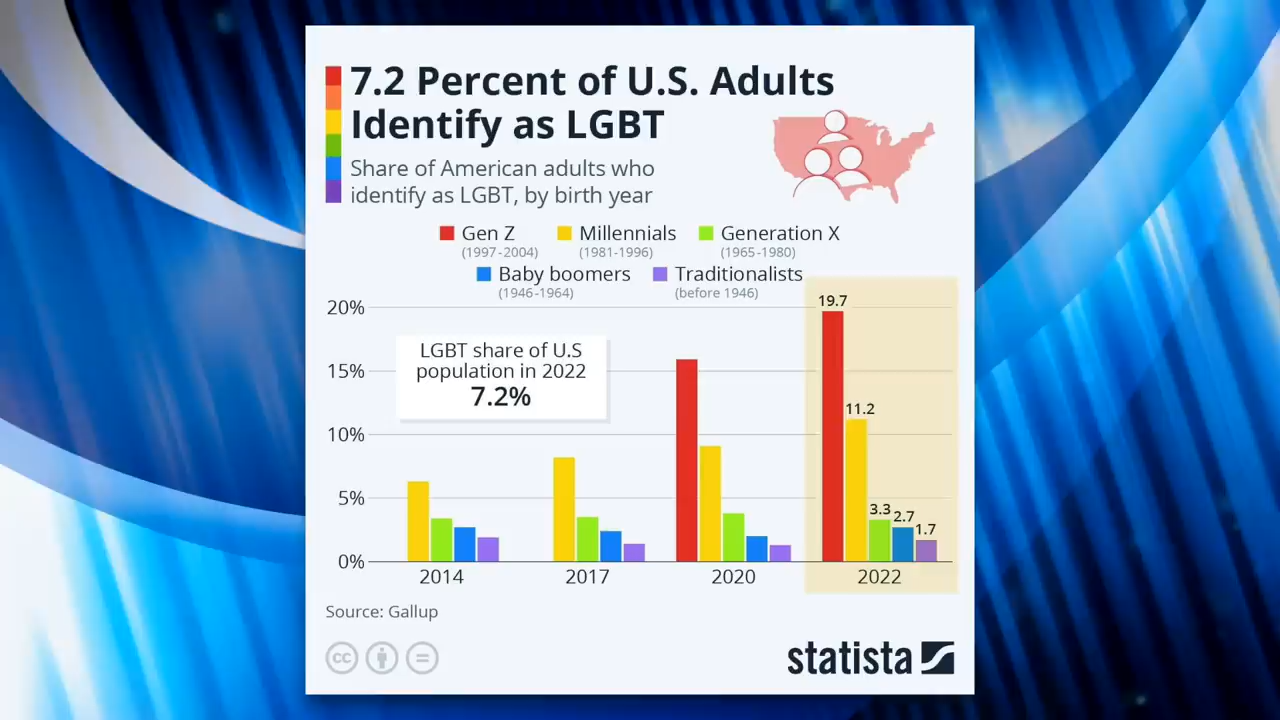 7.2 Percent of U.S. Adults
Identify as LGBT
Share of American adults who
identify as LGBT, by birth year
Gen Z Millennials Generation X
(1997-2004) (1981-1996) (1965-1980)
Baby boomers Traditionalists
(1946-1964) (before 1946)
20%
15%
10%
5%
0%
LGBT share of U.S
population in 2022
7.2%
19.7
11.2
3.3
2.7
1.7
2014 2017 2020 2022
Source: Gallup
cc
statista